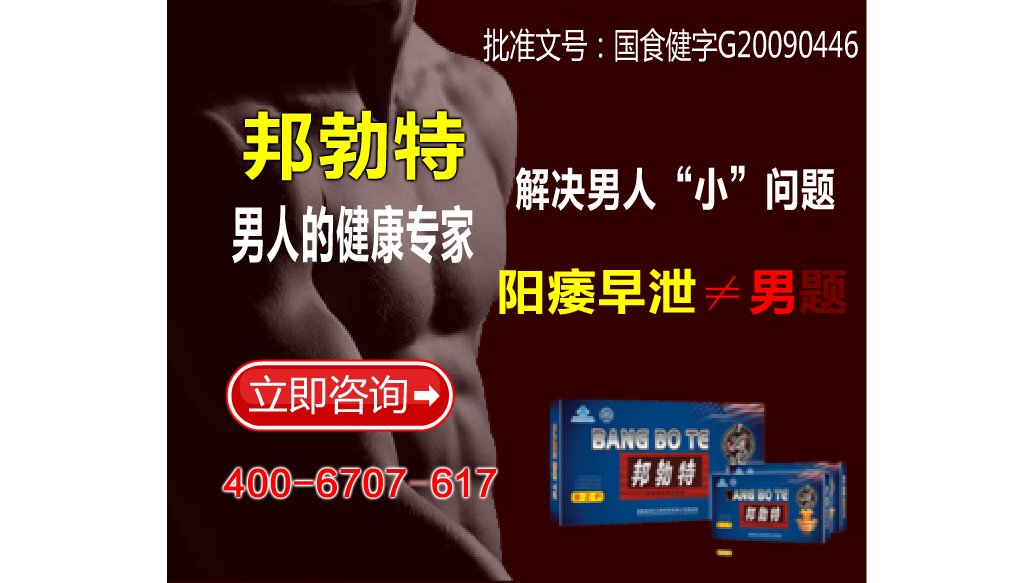 批准文号：国食健字G20090446
邦勃特
男人的健康专家
解决男人“小”问题
阳痿早泄≠男题
立即咨询
400-6707-617
BANG BO TE
邦勃特
BANG BO TE
邦勃特